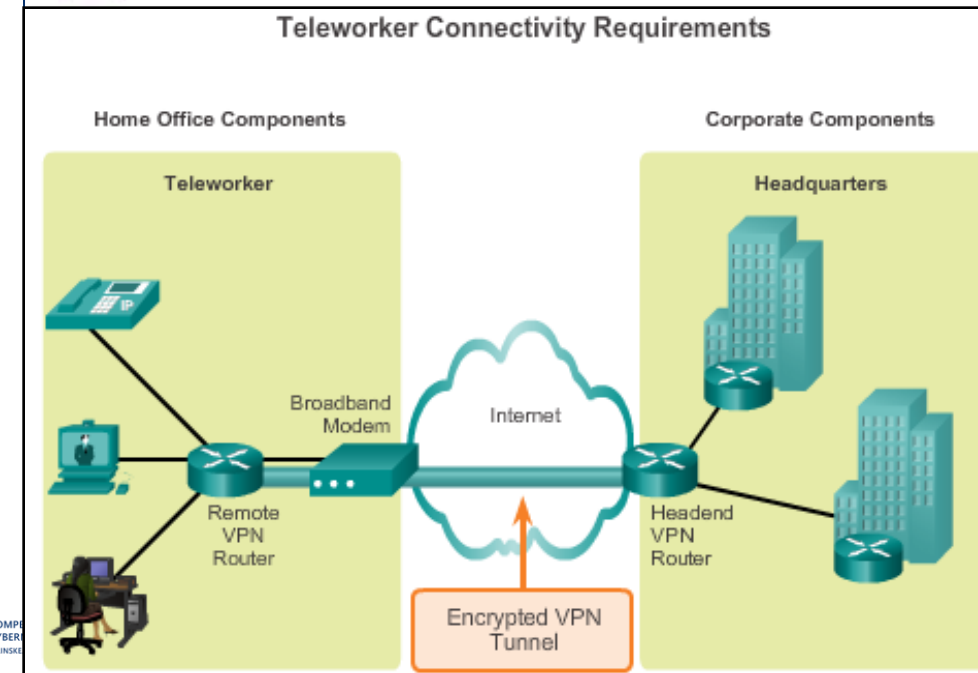 Teleworker Connectivity Requirements
Home Office Components
Corporate Components
Teleworker
Headquarters
IP
Broadband
Modem
Internet
Remote
VPN
Router
Headend
VPN
Router
Encrypted VPN
Tunnel